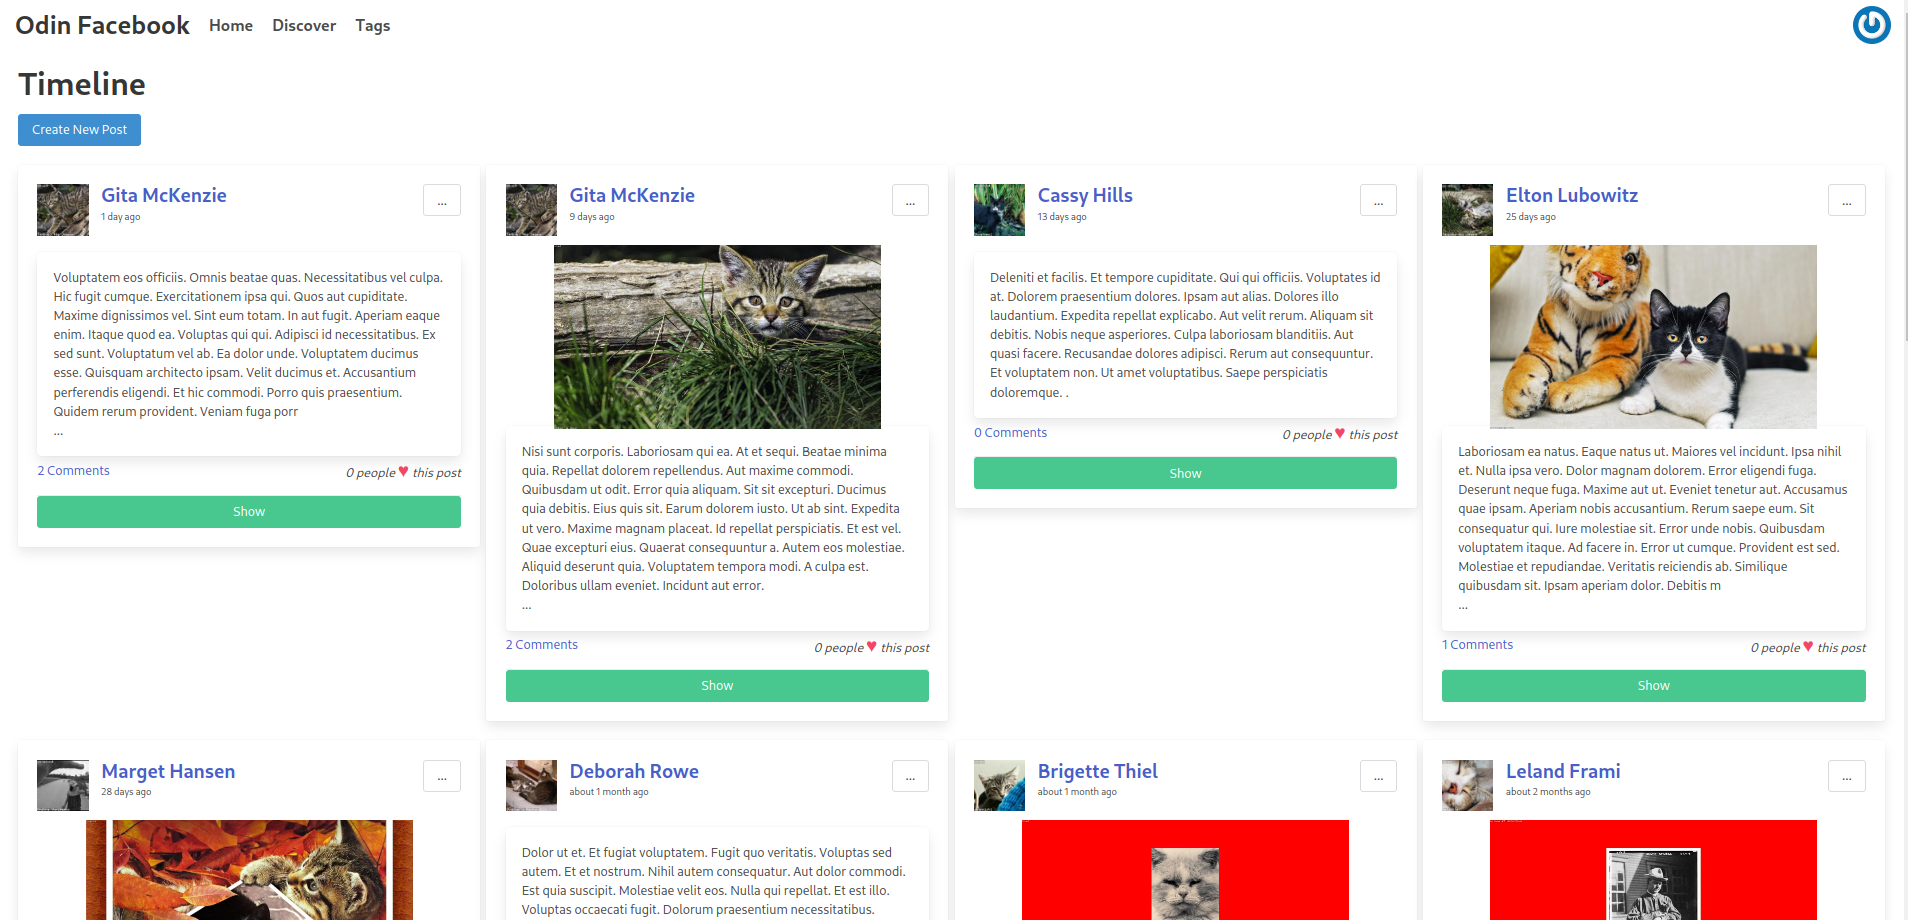 Odin Facebook Home Discover Tags
Timeline
Create New Post
Gita McKenzie
1 day ago
...
Voluptatem eos officiis. Omnis beatae quas. Necessitatibus vel culpa.
Hic fugit cumque. Exercitationem ipsa qui. Quos aut cupiditate.
Maxime dignissimos vel. Sint eum totam. In aut fugit. Aperiam eaque
enim. Itaque quod ea. Voluptas qui qui. Adipisci id necessitatibus. Ex
sed sunt. Voluptatum vel ab. Ea dolor unde. Voluptatem ducimus
esse. Quisquam architecto ipsam. Velit ducimus et. Accusantium
perferendis eligendi. Et hic commodi. Porro quis praesentium.
Quidem rerum provident. Veniam fuga porr
...
2 Comments
0 people ♥ this post
Show
Gita McKenzie
9 days ago
...
Nisi sunt corporis. Laboriosam qui ea. At et sequi. Beatae minima
quia. Repellat dolorem repellendus. Aut maxime commodi.
Quibusdam ut odit. Error quia aliquam. Sit sit excepturi. Ducimus
quia debitis. Eius quis sit. Earum dolorem iusto. Ut ab sint. Expedita
ut vero. Maxime magnam placeat. Id repellat perspiciatis. Et est vel.
Quae excepturi eius. Quaerat consequuntur a. Autem eos molestiae.
Aliquid deserunt quia. Voluptatem tempora modi. A culpa est.
Doloribus ullam eveniet. Incidunt aut error.
...
2 Comments
0 people ♥ this post
Show
Cassy Hills
13 days ago
...
Deleniti et facilis. Et tempore cupiditate. Qui qui officiis. Voluptates id
at. Dolorem praesentium dolores. Ipsam aut alias. Dolores illo
laudantium. Expedita repellat explicabo. Aut velit rerum. Aliquam sit
debitis. Nobis neque asperiores. Culpa laboriosam blanditiis. Aut
quasi facere. Recusandae dolores adipisci. Rerum aut consequuntur.
Et voluptatem non. Ut amet voluptatibus. Saepe perspiciatis
doloremque. .
0 Comments
0 people ♥ this post
Show
Elton Lubowitz
25 days ago
...
Laboriosam ea natus. Eaque natus ut. Maiores vel incidunt. Ipsa nihil
et. Nulla ipsa vero. Dolor magnam dolorem. Error eligendi fuga.
Deserunt neque fuga. Maxime aut ut. Eveniet tenetur aut. Accusamus
quae ipsam. Aperiam nobis accusantium. Rerum saepe eum. Sit
consequatur qui. Iure molestiae sit. Error unde nobis. Quibusdam
voluptatem itaque. Ad facere in. Error ut cumque. Provident est sed.
Molestiae et repudiandae. Veritatis reiciendis ab. Similique
quibusdam sit. Ipsam aperiam dolor. Debitis m
...
1 Comments
0 people ♥ this post
Show
Marget Hansen
28 days ago
...
Deborah Rowe
about 1 month ago
...
Dolor ut et. Et fugiat voluptatem. Fugit quo veritatis. Voluptas sed
autem. Et et nostrum. Nihil autem consequatur. Aut dolor commodi.
Est quia suscipit. Molestiae velit eos. Nulla qui repellat. Et est illo.
Voluptas occaecati fugit. Dolorum praesentium necessitatibus.
Brigette Thiel
about 1 month ago
...
Leland Frami
about 2 months ago
...